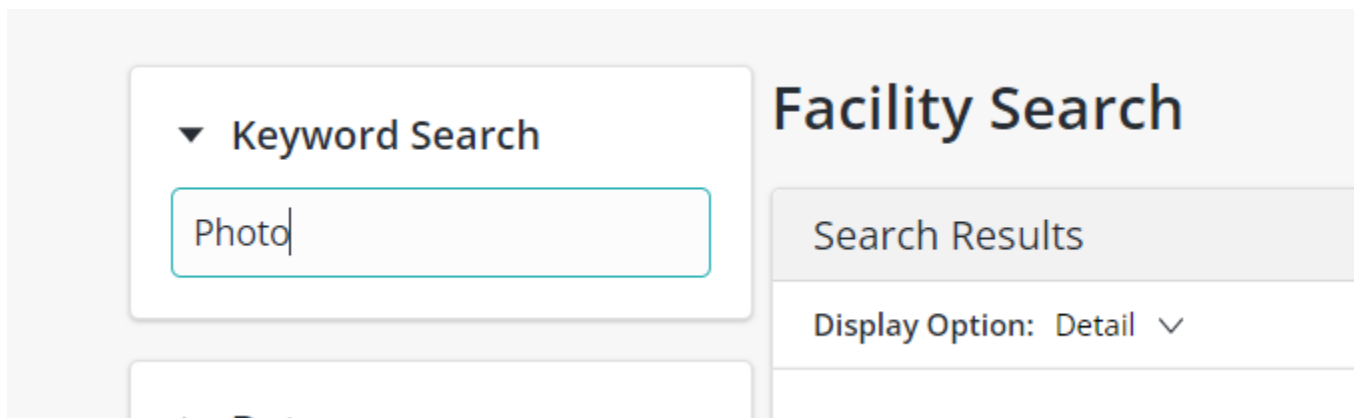 Keyword Search
Photo
Facility Search
Search Results
Display Option: Detail